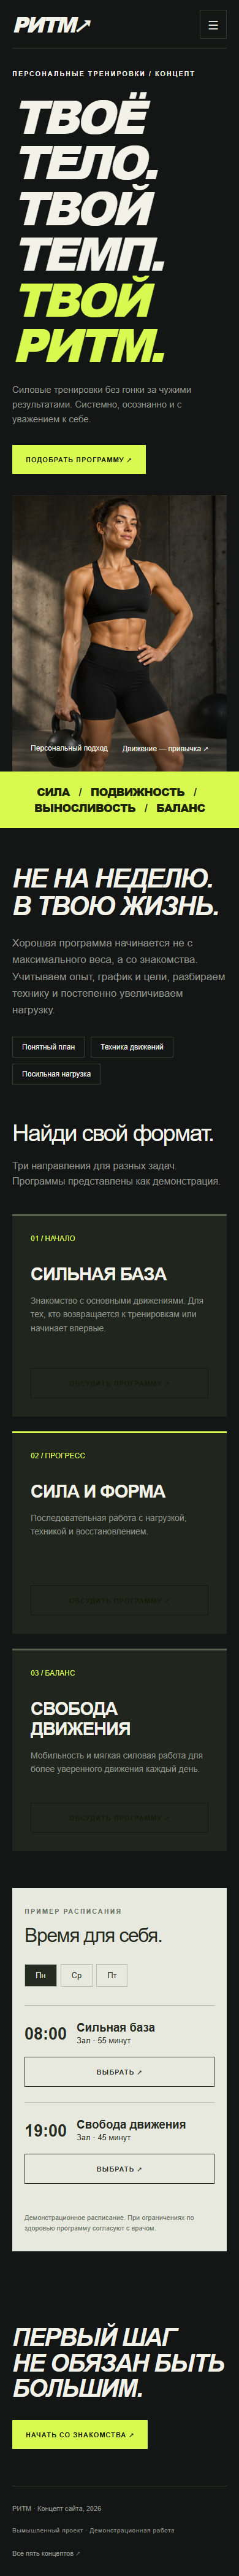 РИТМ↗
☰
ПЕРСОНАЛЬНЫЕ ТРЕНИРОВКИ / КОНЦЕПТ
ТВОЁ
ТЕЛО.
ТВОЙ
ТЕМП.
ТВОЙ
РИТМ.
Силовые тренировки без гонки за чужими
результатами. Системно, осознанно и с
уважением к себе.
ПОДОБРАТЬ ПРОГРАММУ ↗
Персональный подход
Движение — привычка ↗
СИЛА / ПОДВИЖНОСТЬ /
ВЫНОСЛИВОСТЬ / БАЛАНС
НЕ НА НЕДЕЛЮ.
В ТВОЮ ЖИЗНЬ.
Хорошая программа начинается не с
максимального веса, а со знакомства.
Учитываем опыт, график и цели, разбираем
технику и постепенно увеличиваем
нагрузку.
Понятный план
Техника движений
Посильная нагрузка
Найди свой формат.
Три направления для разных задач.
Программы представлены как демонстрация.
01 / НАЧАЛО
СИЛЬНАЯ БАЗА
Знакомство с основными движениями. Для
тех, кто возвращается к тренировкам или
начинает впервые.
02 / ПРОГРЕСС
СИЛА И ФОРМА
Последовательная работа с нагрузкой,
техникой и восстановлением.
03 / БАЛАНС
СВОБОДА
ДВИЖЕНИЯ
Мобильность и мягкая силовая работа для
более уверенного движения каждый день.
ПРИМЕР РАСПИСАНИЯ
Время для себя.
Пн
Ср
Пт
08:00
Сильная база
Зал · 55 минут
ВЫБРАТЬ ↗
19:00
Свобода движения
Зал · 45 минут
ВЫБРАТЬ ↗
Демонстрационное расписание. При ограничениях по
здоровью программу согласуют с врачом.
ПЕРВЫЙ ШАГ
НЕ ОБЯЗАН БЫТЬ
БОЛЬШИМ.
НАЧАТЬ СО ЗНАКОМСТВА ↗
РИТМ · Концепт сайта, 2026
Вымышленный проект · Демонстрационная работа
Все пять концептов ↗